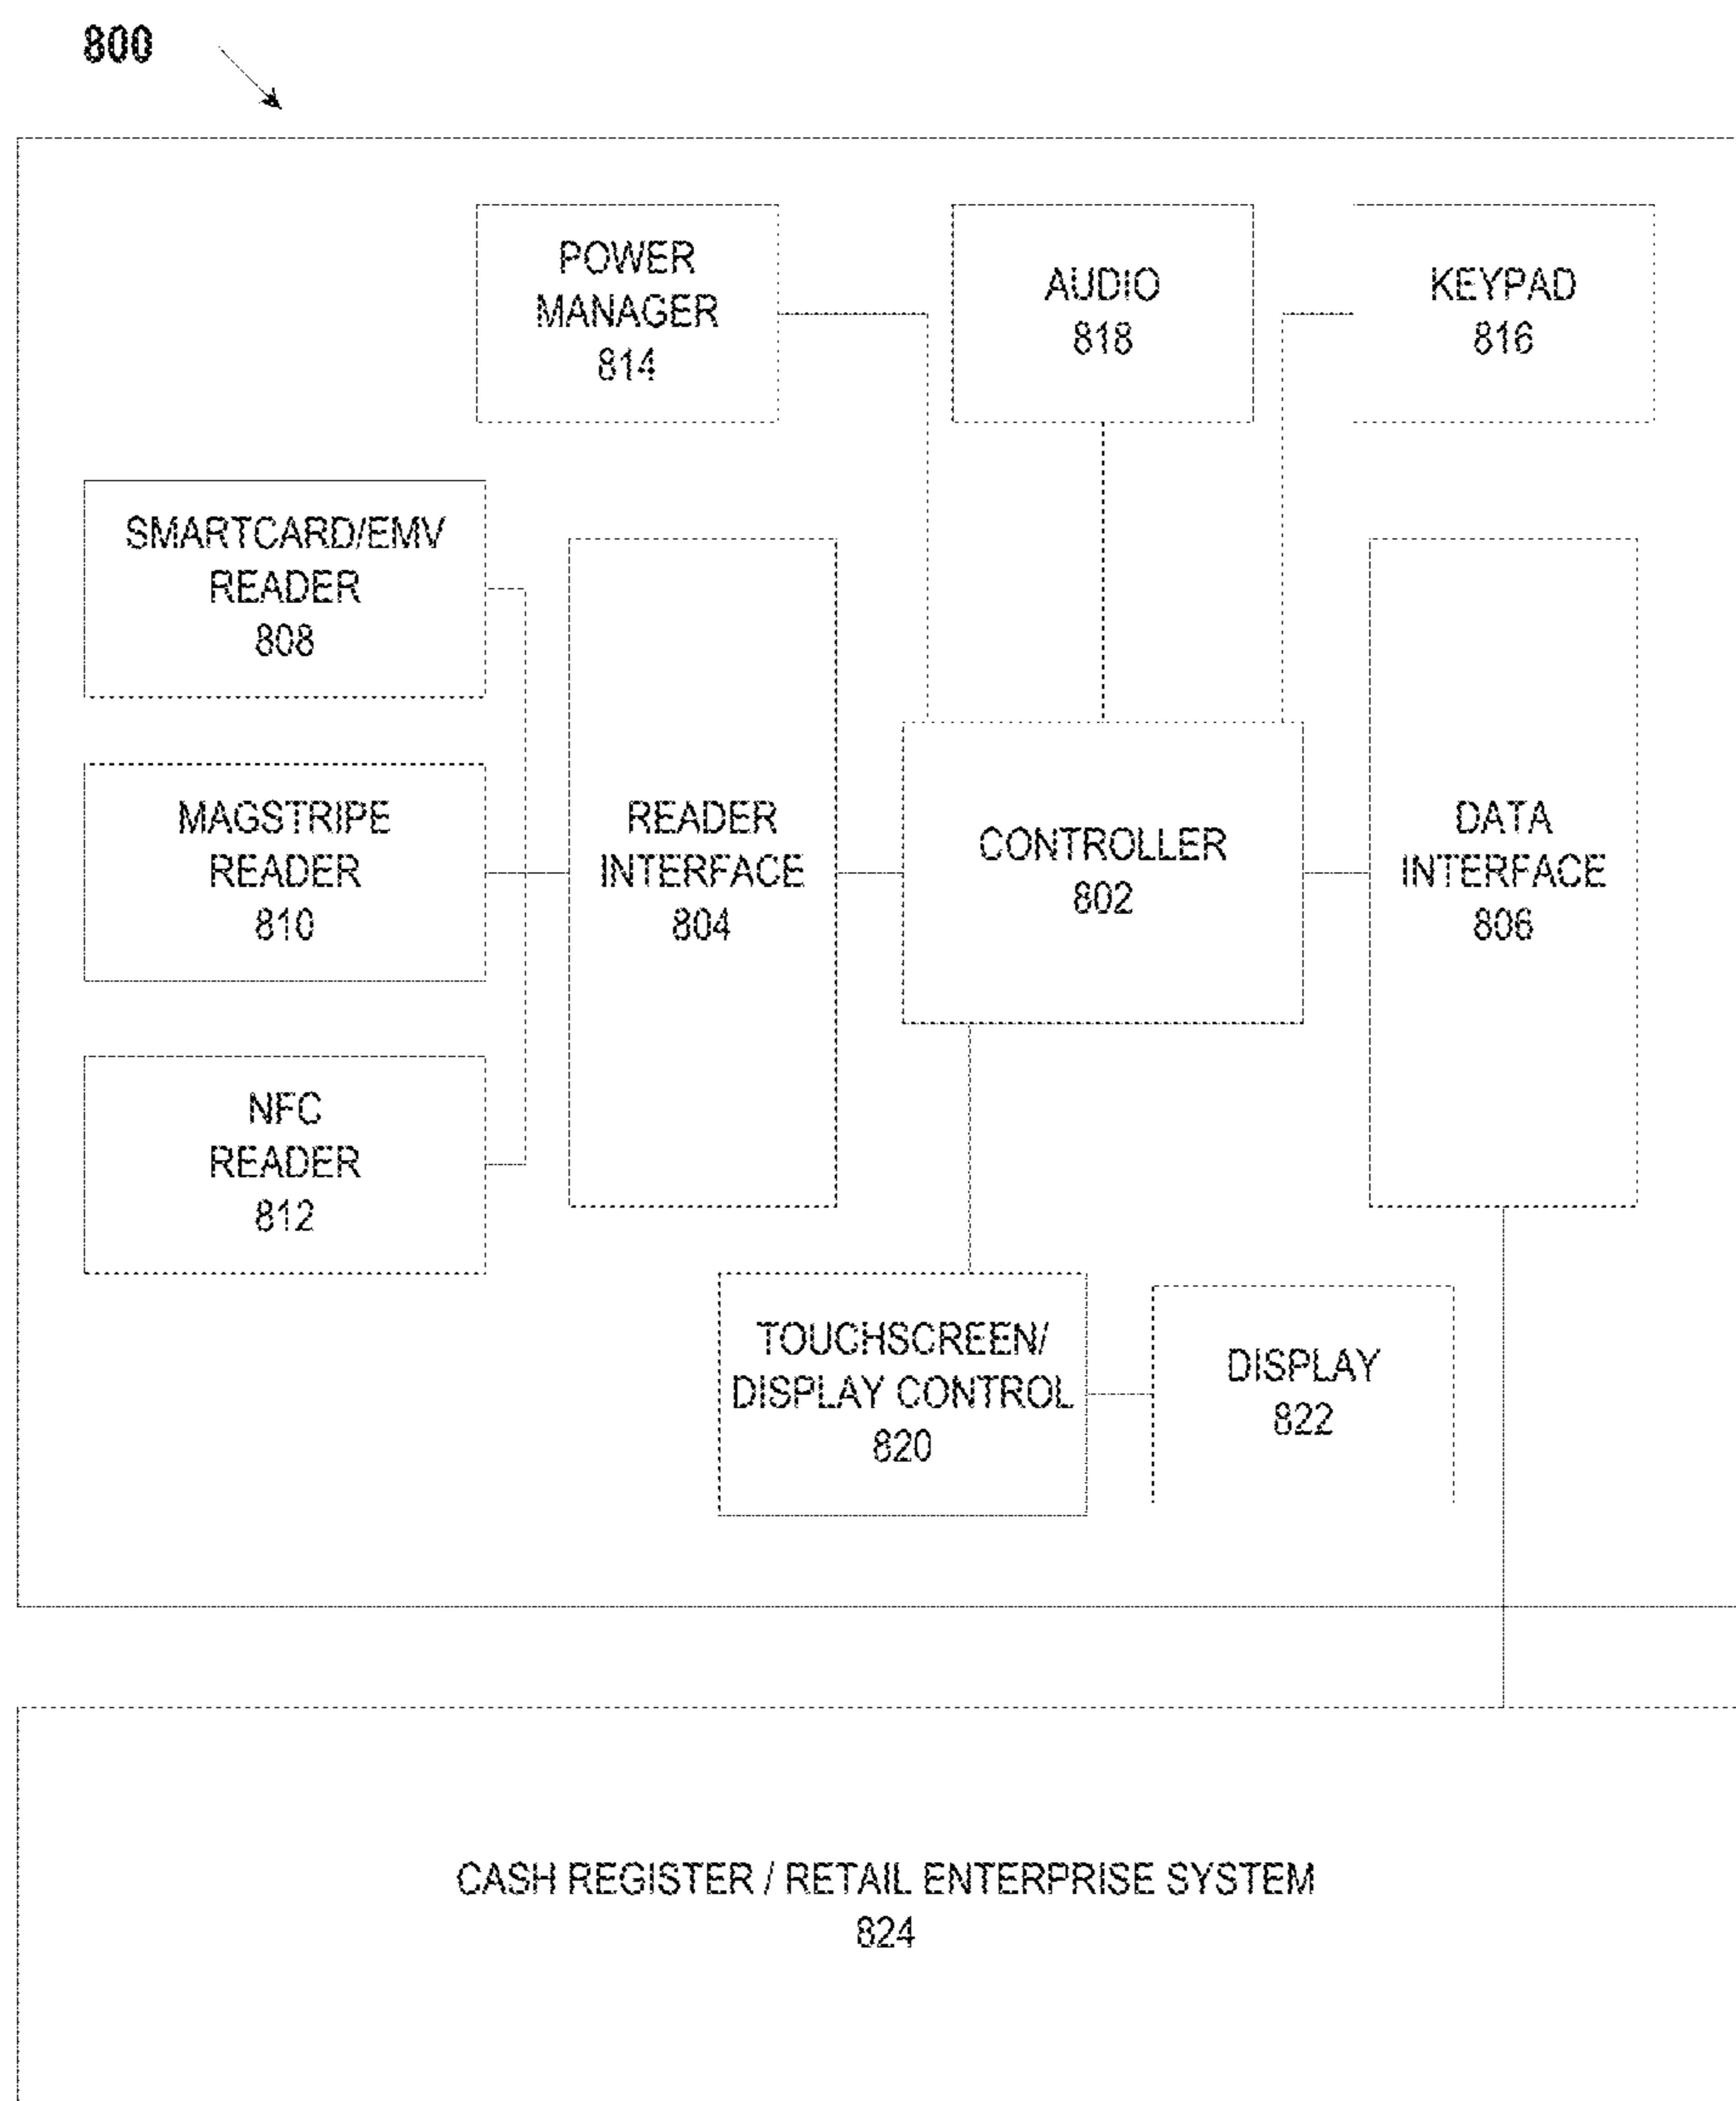 800
POWER
MANAGER
814
AUDIO
818
KEYPAD
816
SMARTCARD/EMV
READER
808
MAGSTRIPE
READER
810
NFC
READER
812
READER
INTERFACE
804
CONTROLLER
802
DATA
INTERFACE
806
TOUCHSCREEN/
DISPLAY CONTROL
820
DISPLAY
822
CASH REGISTER / RETAIL ENTERPRISE SYSTEM
824